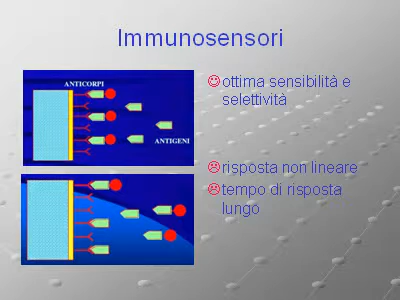 Immunosensori
ANTICORPI
ANTIGENI
ottima sensibilità e
selettività
risposta non lineare
tempo di risposta
lungo